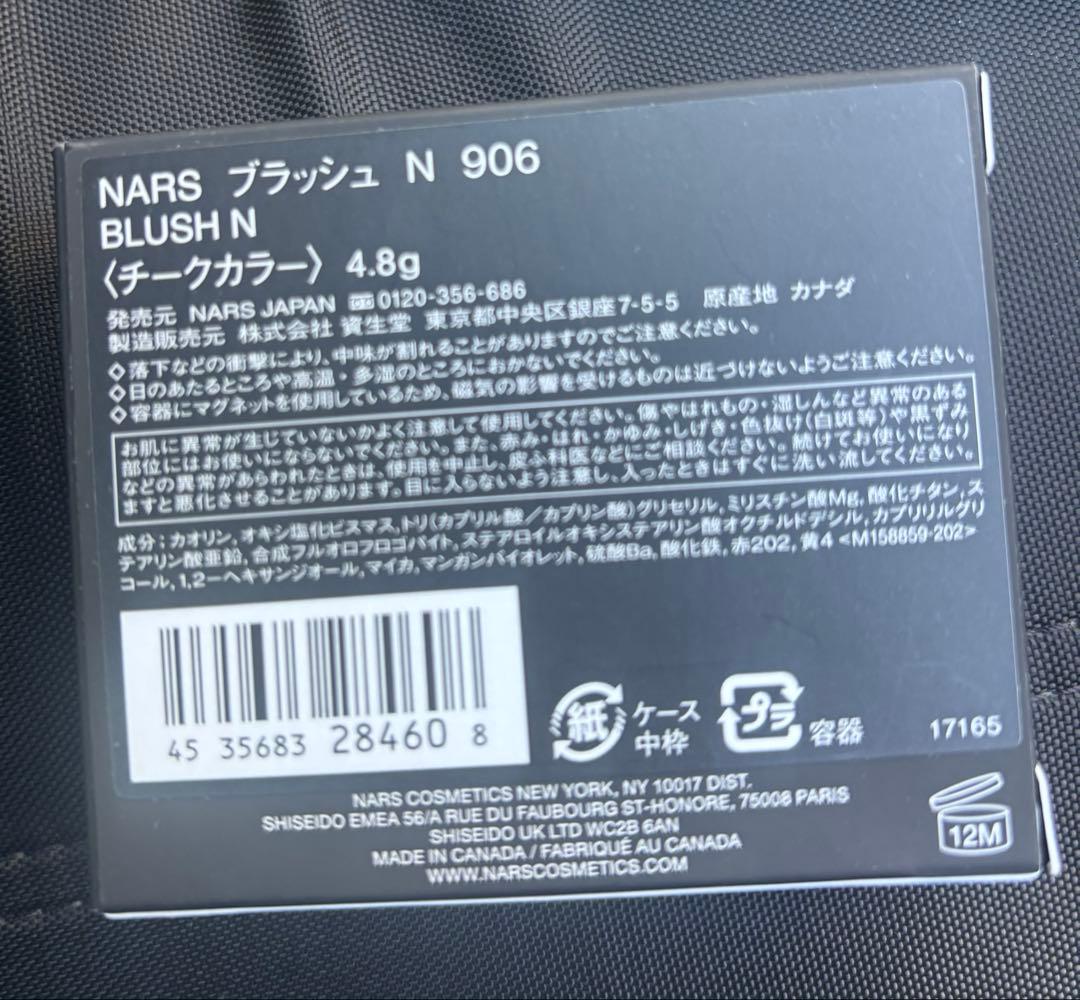 NARS ブラッシュ N 906
BLUSH N
〈チークカラー〉 4.8g
発売元 NARS JAPAN 0120-356-686
製造販売元 株式会社 資生堂 東京都中央区銀座7-5-5 原産地 カナダ
◇落下などの衝撃により、中味が割れることがありますのでご注意ください。
◇日のあたるところや高温・多湿のところにおかないでください。
◇容器にマグネットを使用しているため、磁気の影響を受けるものは近づけないようご注意ください。
お肌に異常が生じていないかよく注意して使用してください。傷やはれもの・湿しんなど異常のある
部位にはお使いにならないでください。また、赤み・はれ・かゆみ・しげき・色抜け(白斑等)や黒ずみ
などの異常があらわれたときは、使用を中止し、皮ふ科医などにご相談ください。続けてお使いになり
ますと悪化させることがあります。目に入らないよう注意し、入ったときはすぐに洗い流してください。
成分;カオリン,オキシ塩化ビスマス,トリ(カプリル酸/カプリン酸)グリセリル,ミリスチン酸Mg,酸化チタン,ス
テアリン酸亜鉛,合成フルオロフロゴパイト,ステアロイルオキシステアリン酸オクチルドデシル,カプリリルグリ
コール,1,2-ヘキサンジオール,マイカ,マンガンバイオレット,硫酸Ba,酸化鉄,赤202,黄4 <M158859-202>
45 35683 28460 8
紙 ケース
中枠
プラ 容器
17165
NARS COSMETICS NEW YORK, NY 10017 DIST.
SHISEIDO EMEA 56/A RUE DU FAUBOURG ST-HONORE, 75008 PARIS
SHISEIDO UK LTD WC2B 6AN
MADE IN CANADA / FABRIQUÉ AU CANADA
WWW.NARSCOSMETICS.COM
12M